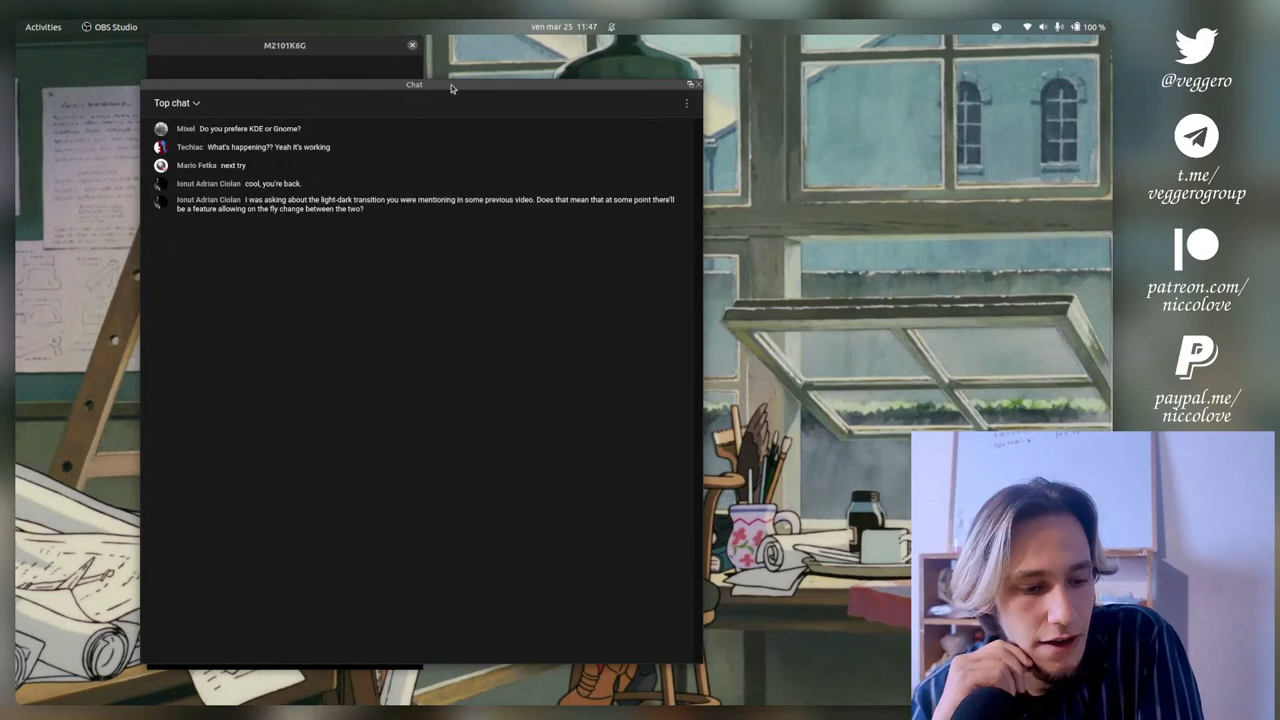 Activities
OBS Studio
ven mar 25 11:47
100 %
M2101K6G
Chat
Top chat
Mixel Do you prefere KDE or Gnome?
Techiac What's happening?? Yeah it's working
Mario Fetka next try
Ionut Adrian Ciolan cool, you're back.
Ionut Adrian Ciolan I was asking about the light-dark transition you were mentioning in some previous video. Does that mean that at some point there'll
be a feature allowing on the fly change between the two?
@veggero
t.me/
veggerogroup
patreon.com/
niccolove
paypal.me/
niccolove